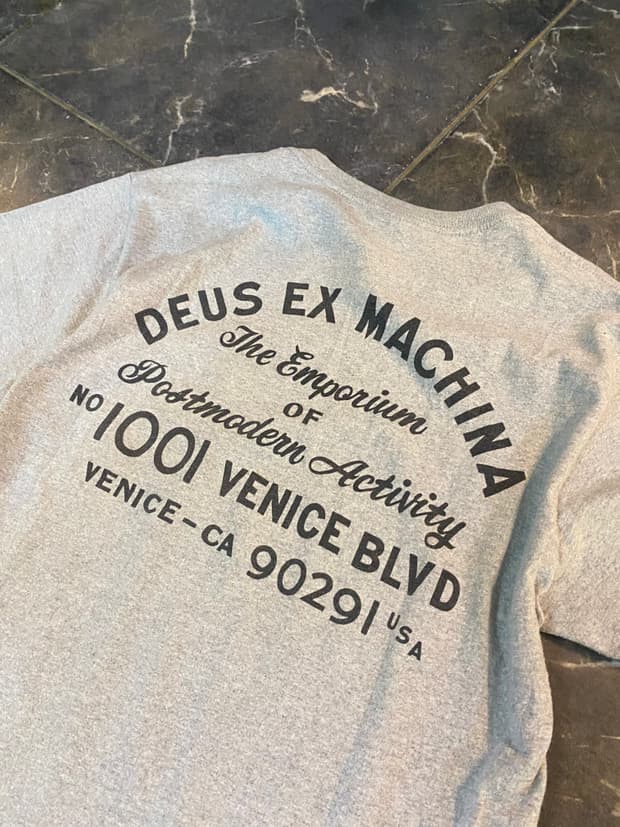 DEUS EX MACHINA
The Emporium
OF
Postmodern Activity
NO 1001 VENICE BLVD
VENICE - CA 90291 USA